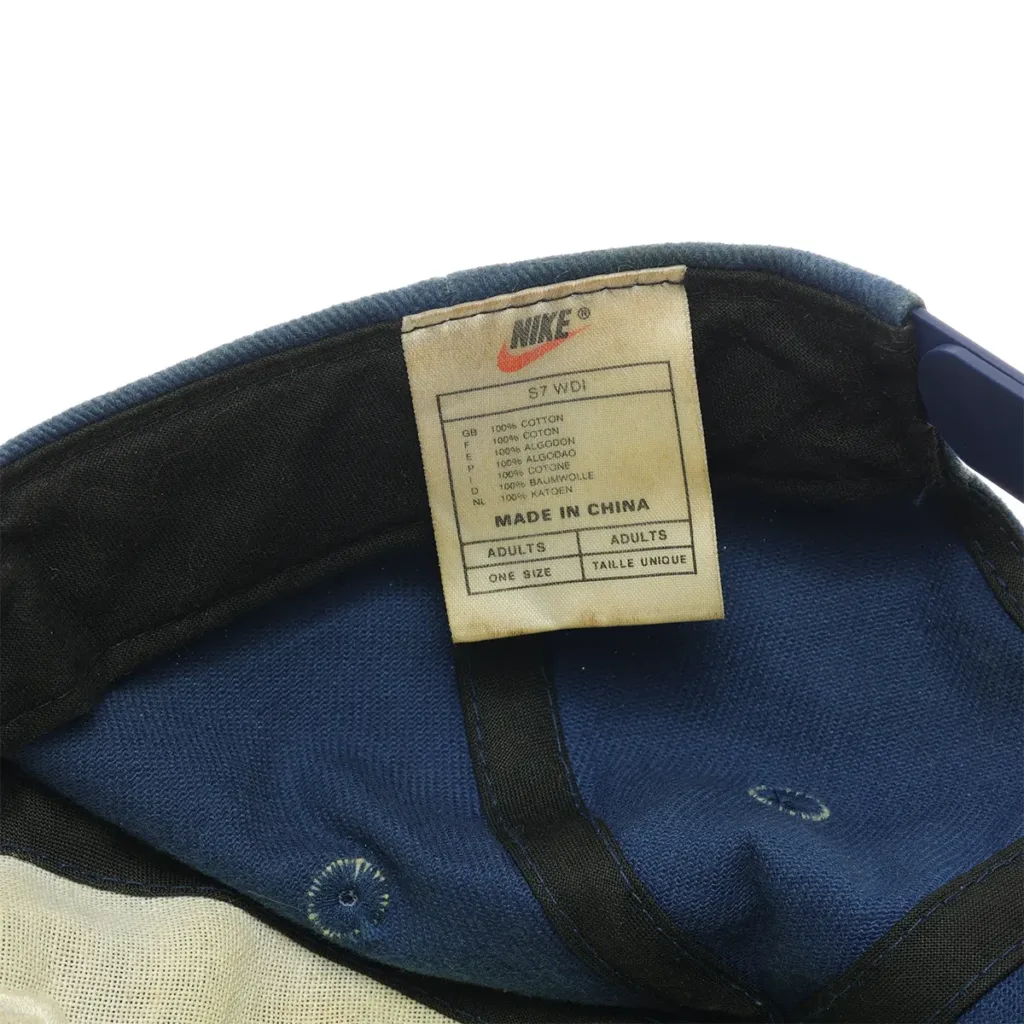 NIKE ®
S7 WDI
GB 100% COTTON
F 100% COTON
E 100% ALGODON
P 100% ALGODAO
I 100% COTONE
D 100% BAUMWOLLE
NL 100% KATOEN
MADE IN CHINA
ADULTS ADULTS
ONE SIZE TAILLE UNIQUE